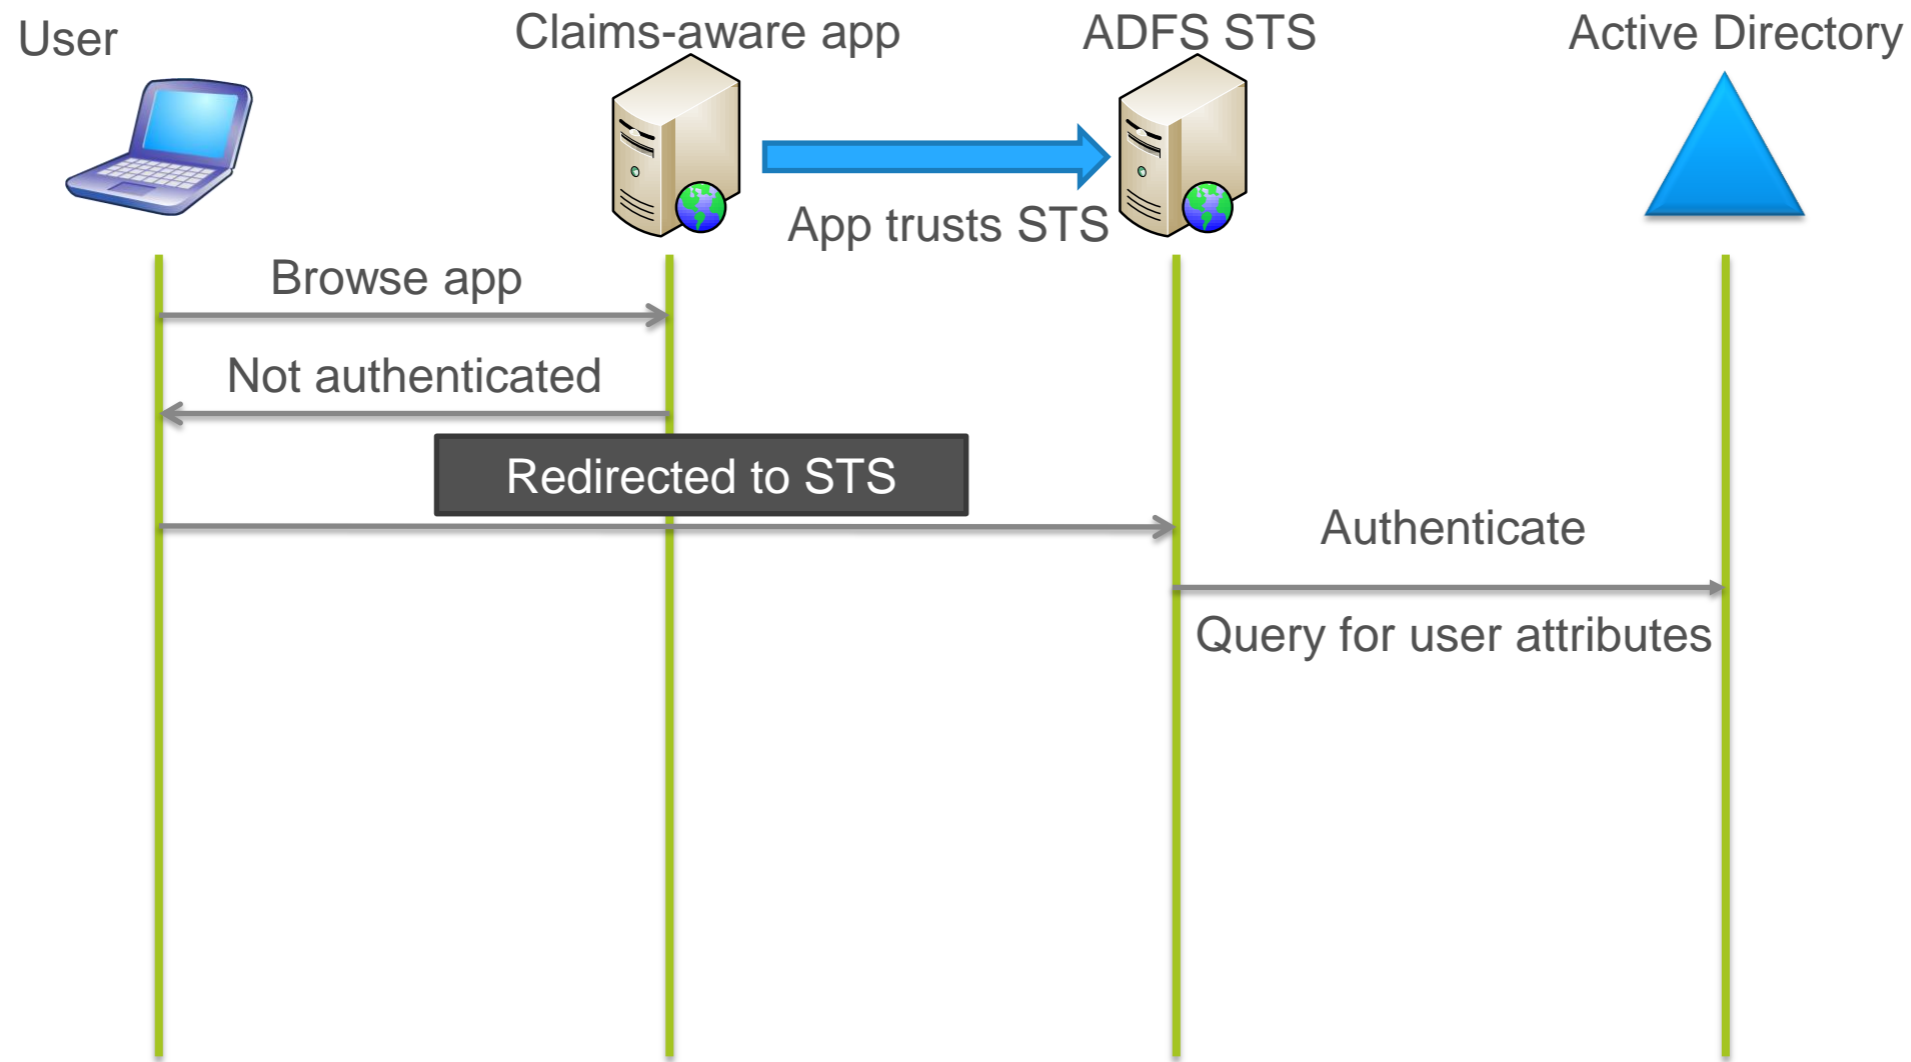 User
Claims-aware app
ADFS STS
Active Directory
App trusts STS
Browse app
Not authenticated
Redirected to STS
Authenticate
Query for user attributes